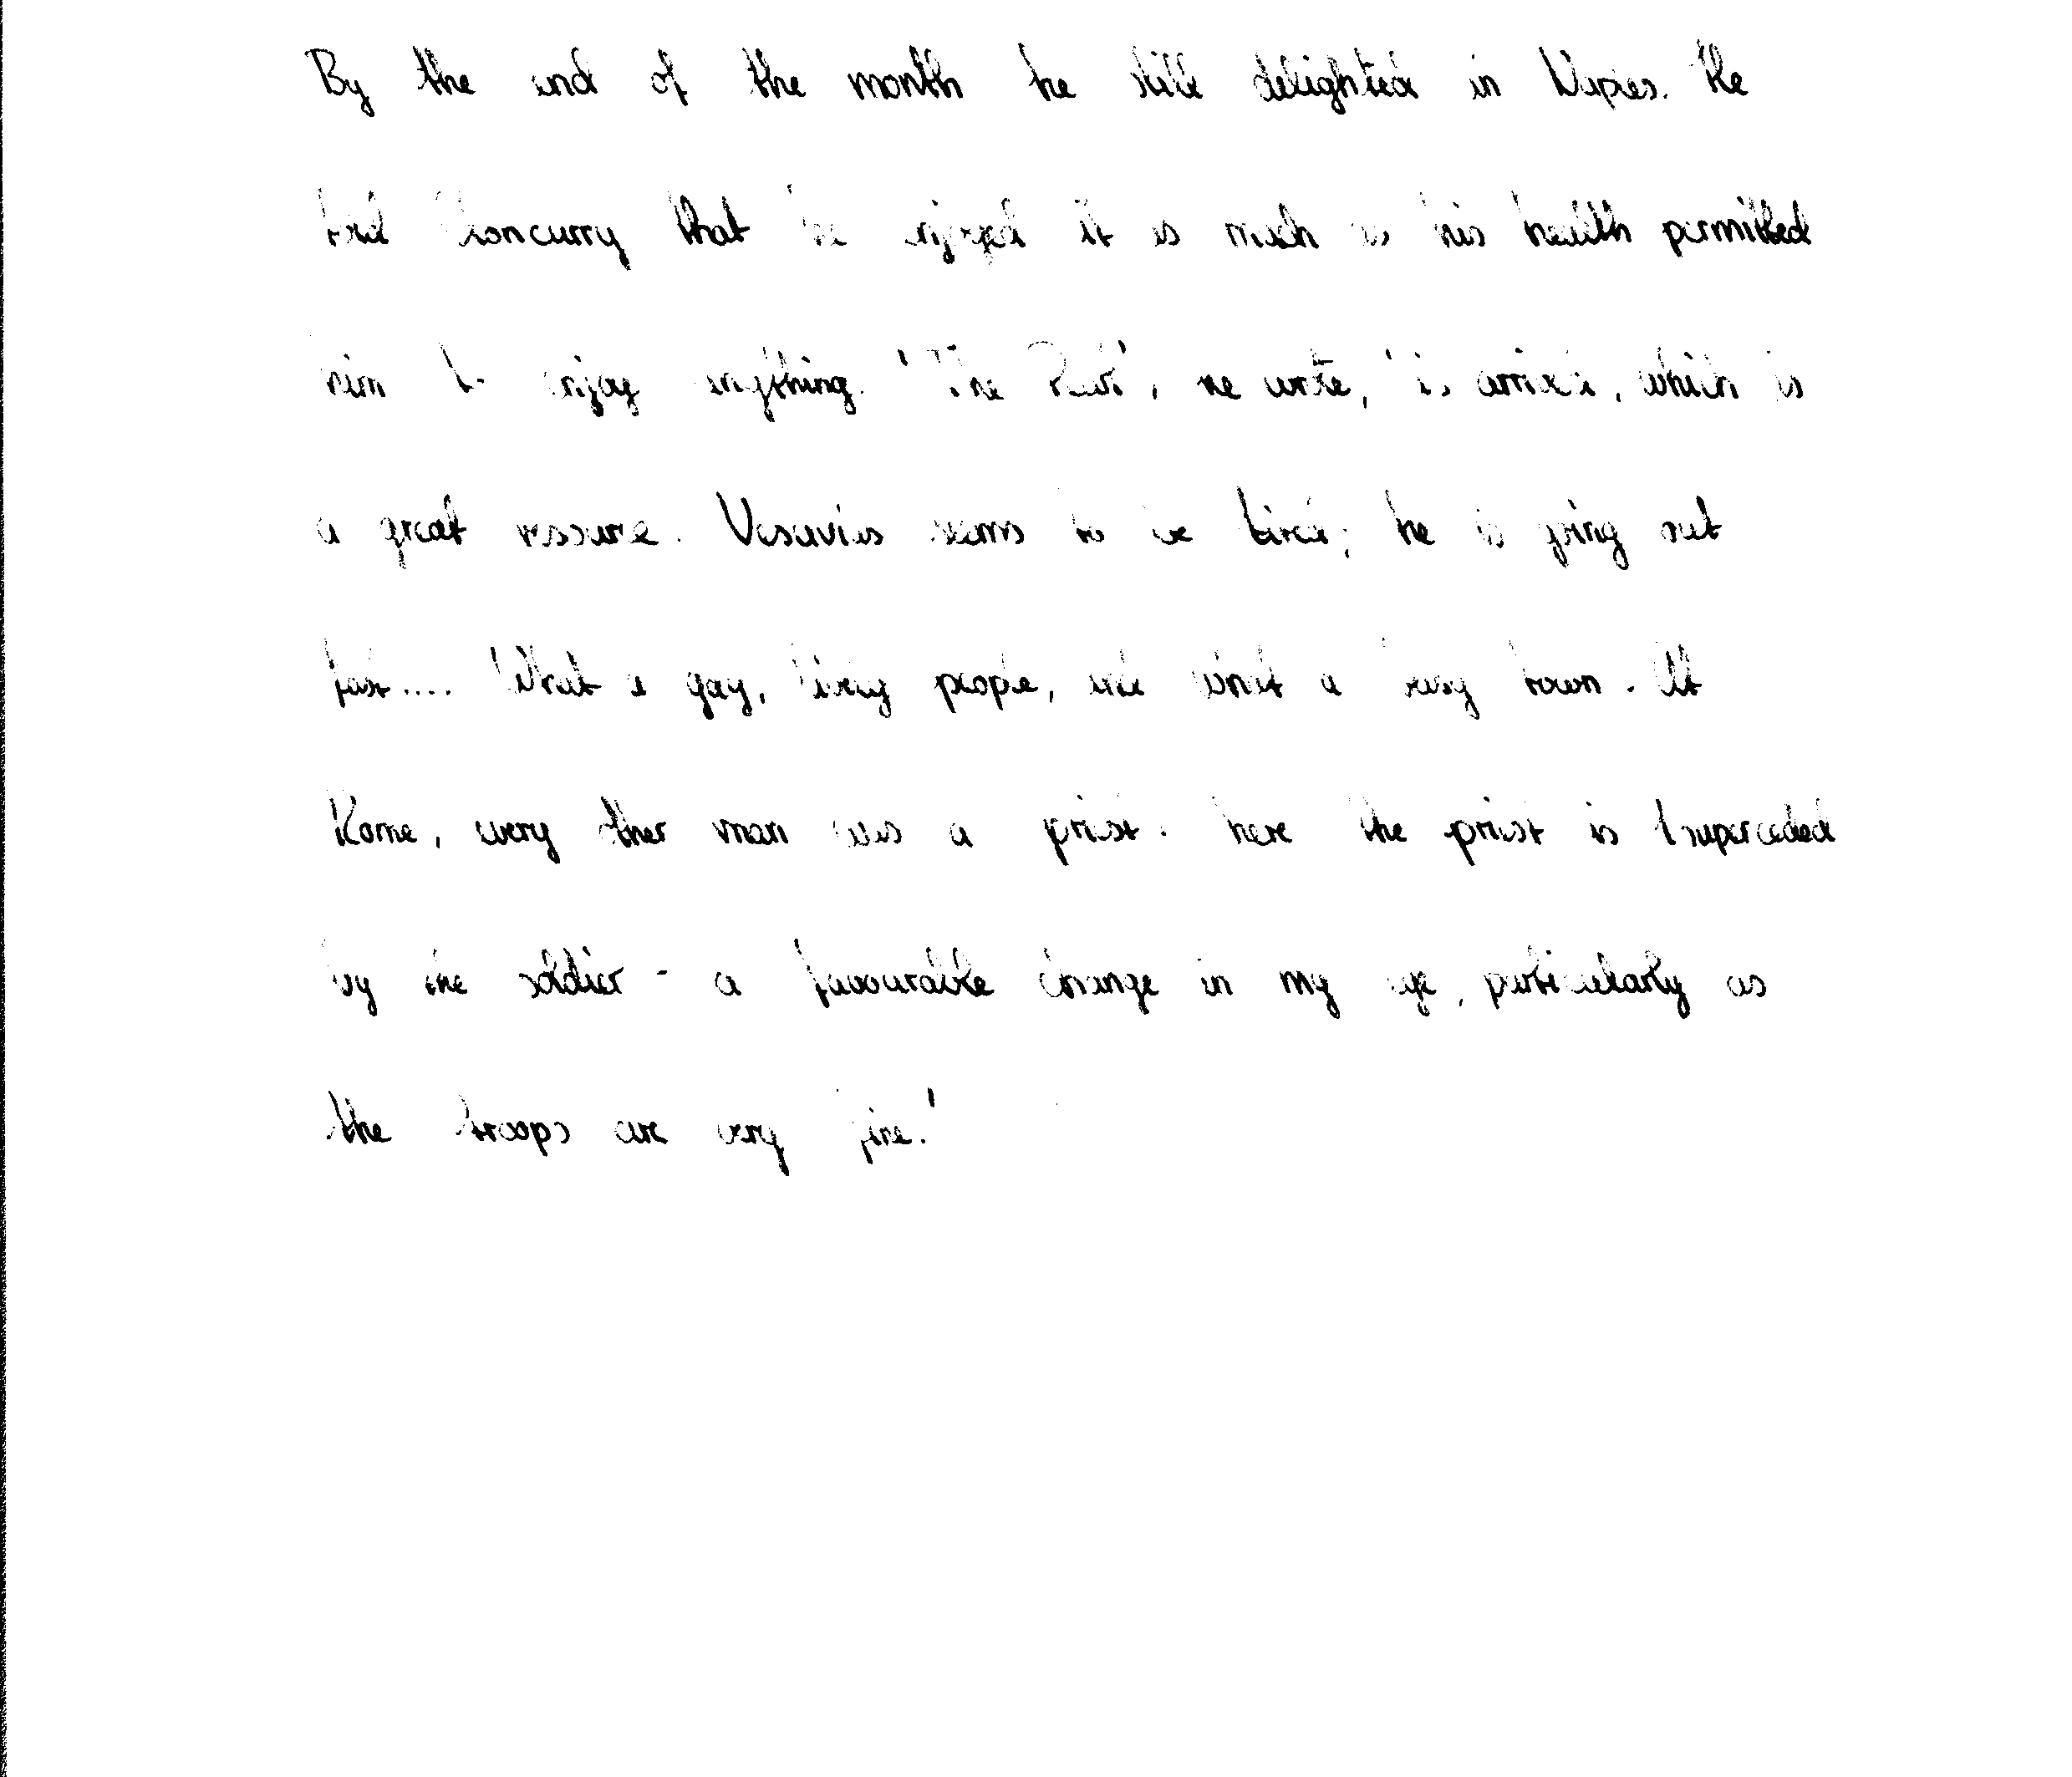 By the end of the month he still delighted in Naples. He
told Cloncurry that he enjoyed it as much as his health permitted
him to enjoy anything. 'The Fleet', he wrote, 'is arrived, which is
a great resource. Vesuvius seems to be tired; he is going out
fast.... What a gay, lively people, and what a busy town. At
Rome, every other man was a priest: here the priest is superceded
by the soldier - a favourable change in my eye, particularly as
the troops are very fine.'